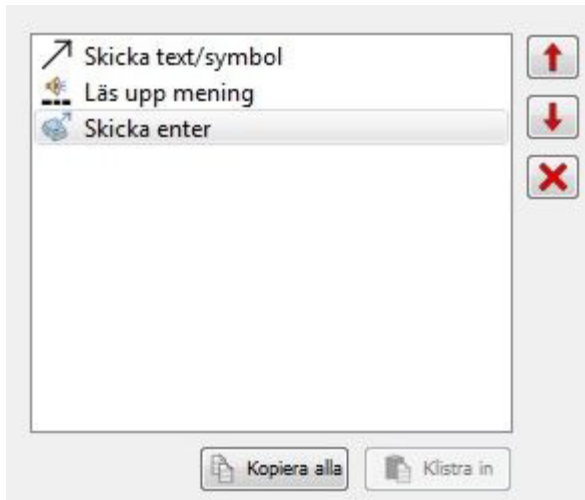 Skicka text/symbol
Läs upp mening
Skicka enter
Kopiera alla
Klistra in